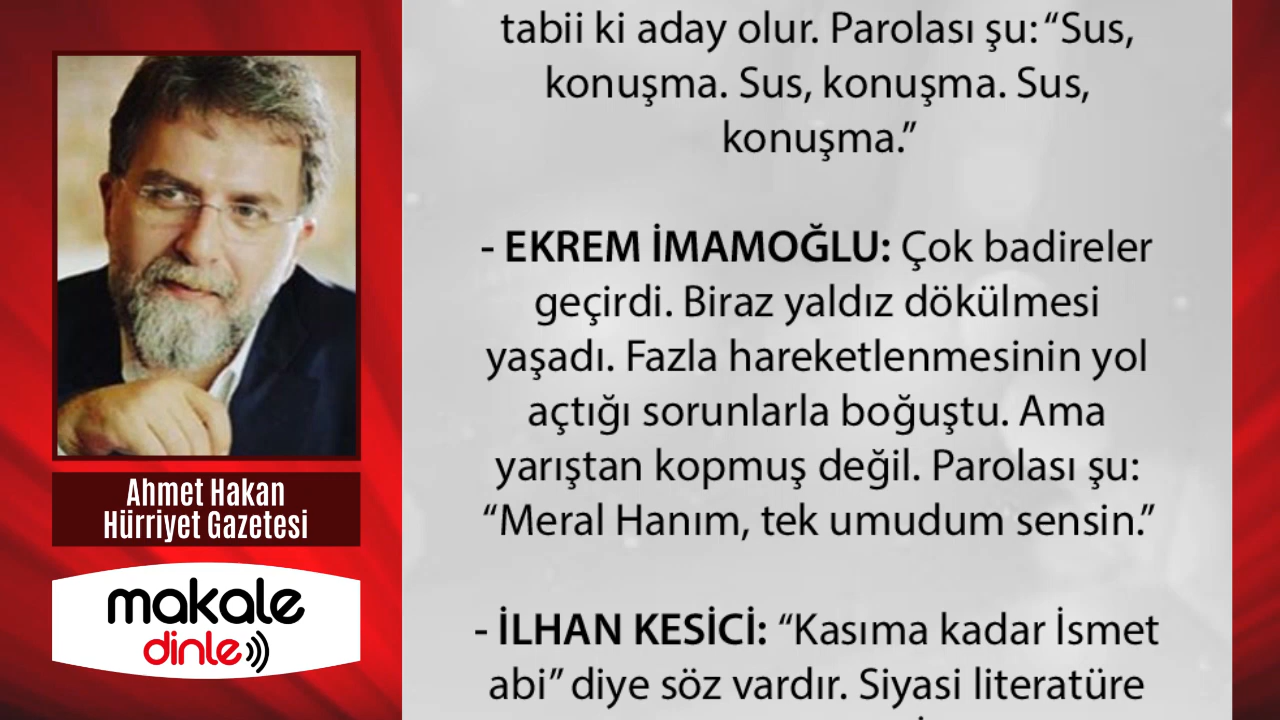 tabii ki aday olur. Parolası şu: “Sus,
konuşma. Sus, konuşma. Sus,
konuşma.”
- EKREM İMAMOĞLU: Çok badireler
geçirdi. Biraz yaldız dökülmesi
yaşadı. Fazla hareketlenmesinin yol
açtığı sorunlarla boğuştu. Ama
yarıştan kopmuş değil. Parolası şu:
“Meral Hanım, tek umudum sensin.”
- İLHAN KESİCİ: “Kasıma kadar İsmet
abi” diye söz vardır. Siyasi literatüre
Ahmet Hakan
Hürriyet Gazetesi
makale
dinle